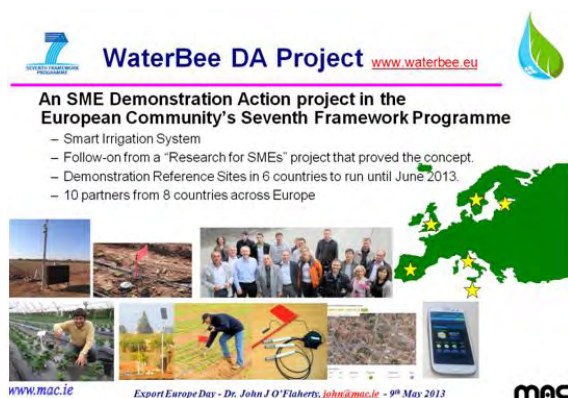 7
SEVENTH FRAMEWORK
PROGRAMME
WaterBee DA Project www.waterbee.eu
An SME Demonstration Action project in the
European Community's Seventh Framework Programme
– Smart Irrigation System
– Follow-on from a "Research for SMEs" project that proved the concept.
– Demonstration Reference Sites in 6 countries to run until June 2013.
– 10 partners from 8 countries across Europe
www.mac.ie
Export Europe Day - Dr. John J O'Flaherty, john@mac.ie - 9th May 2013
mac